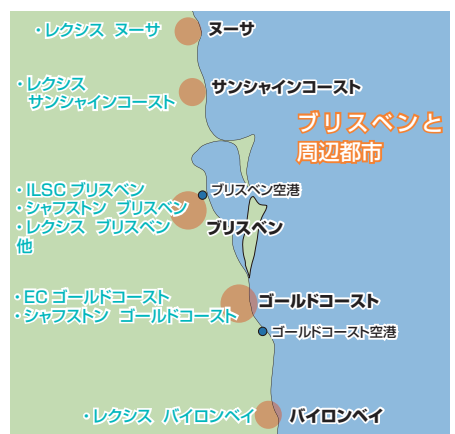 ・レクシス ヌーサ
ヌーサ
・レクシス
サンシャインコースト
サンシャインコースト
ブリスベンと
周辺都市
・ILSC ブリスベン
・シャフストン ブリスベン
・レクシス ブリスベン
他
ブリスベン空港
ブリスベン
・EC ゴールドコースト
・シャフストン ゴールドコースト
ゴールドコースト
ゴールドコースト空港
・レクシス バイロンベイ
バイロンベイ